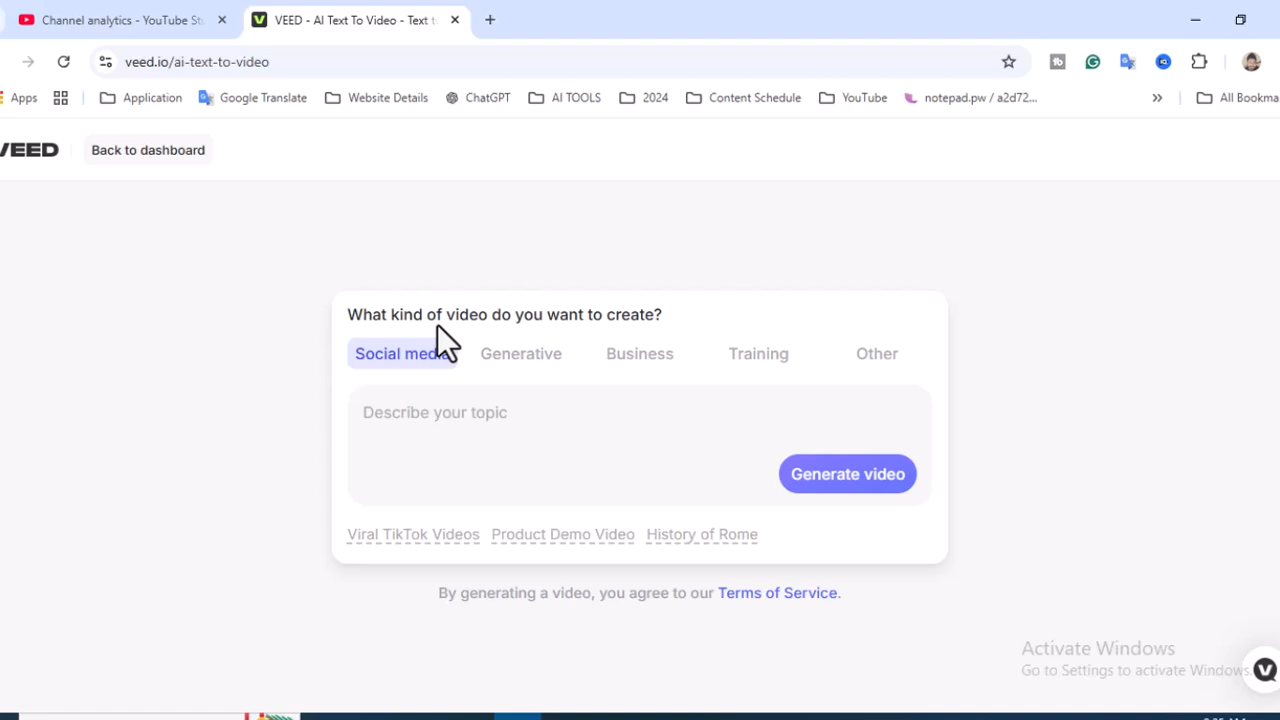 Channel analytics - YouTube Stu
VEED - AI Text To Video - Text t
veed.io/ai-text-to-video
Apps
Application
Google Translate
Website Details
ChatGPT
AI TOOLS
2024
Content Schedule
YouTube
notepad.pw / a2d72...
All Bookma
VEED
Back to dashboard
What kind of video do you want to create?
Social media
Generative
Business
Training
Other
Describe your topic
Generate video
Viral TikTok Videos
Product Demo Video
History of Rome
By generating a video, you agree to our Terms of Service.
Activate Windows
Go to Settings to activate Windows.